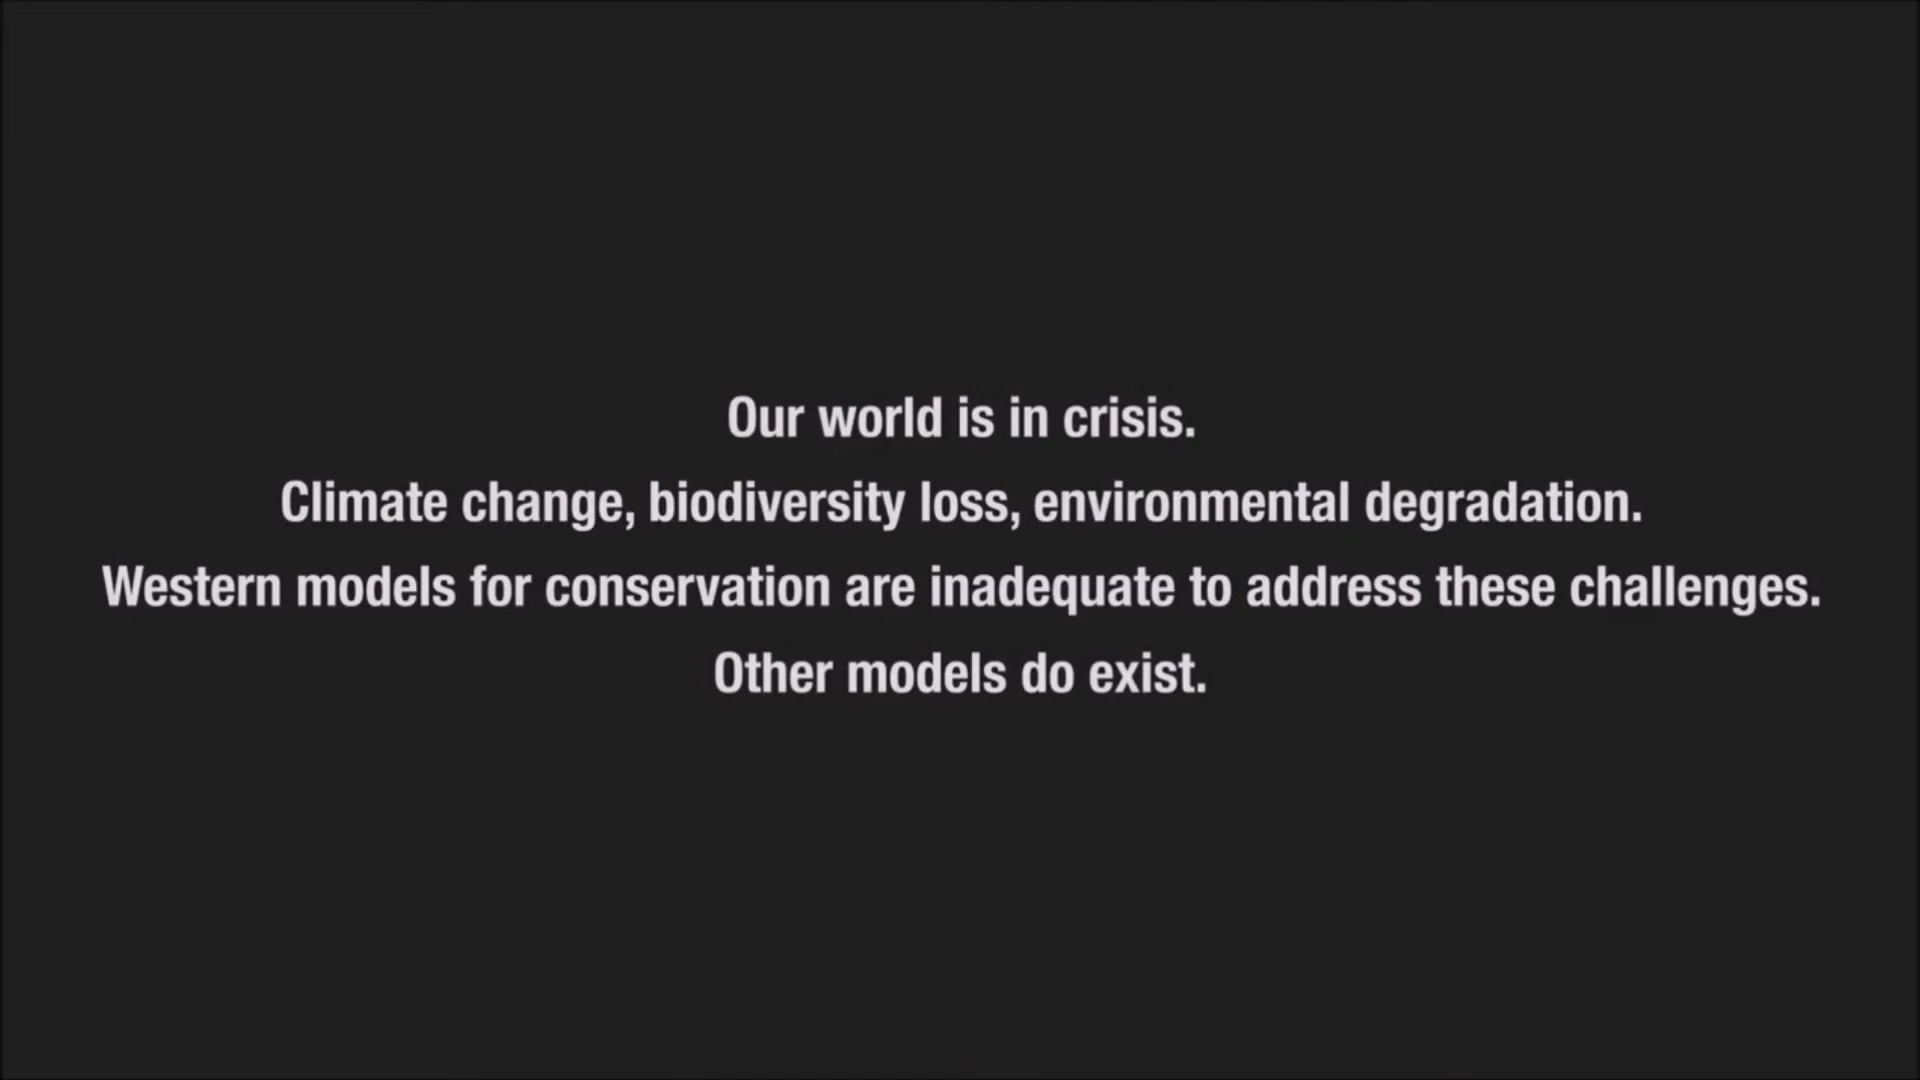 Our world is in crisis.
Climate change, biodiversity loss, environmental degradation.
Western models for conservation are inadequate to address these challenges.
Other models do exist.